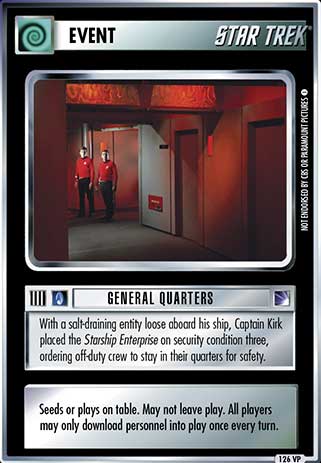 EVENT
STAR TREK
NOT ENDORSED BY CBS OR PARAMOUNT PICTURES
GENERAL QUARTERS
With a salt-draining entity loose aboard his ship, Captain Kirk
placed the Starship Enterprise on security condition three,
ordering off-duty crew to stay in their quarters for safety.
Seeds or plays on table. May not leave play. All players
may only download personnel into play once every turn.
126 VP